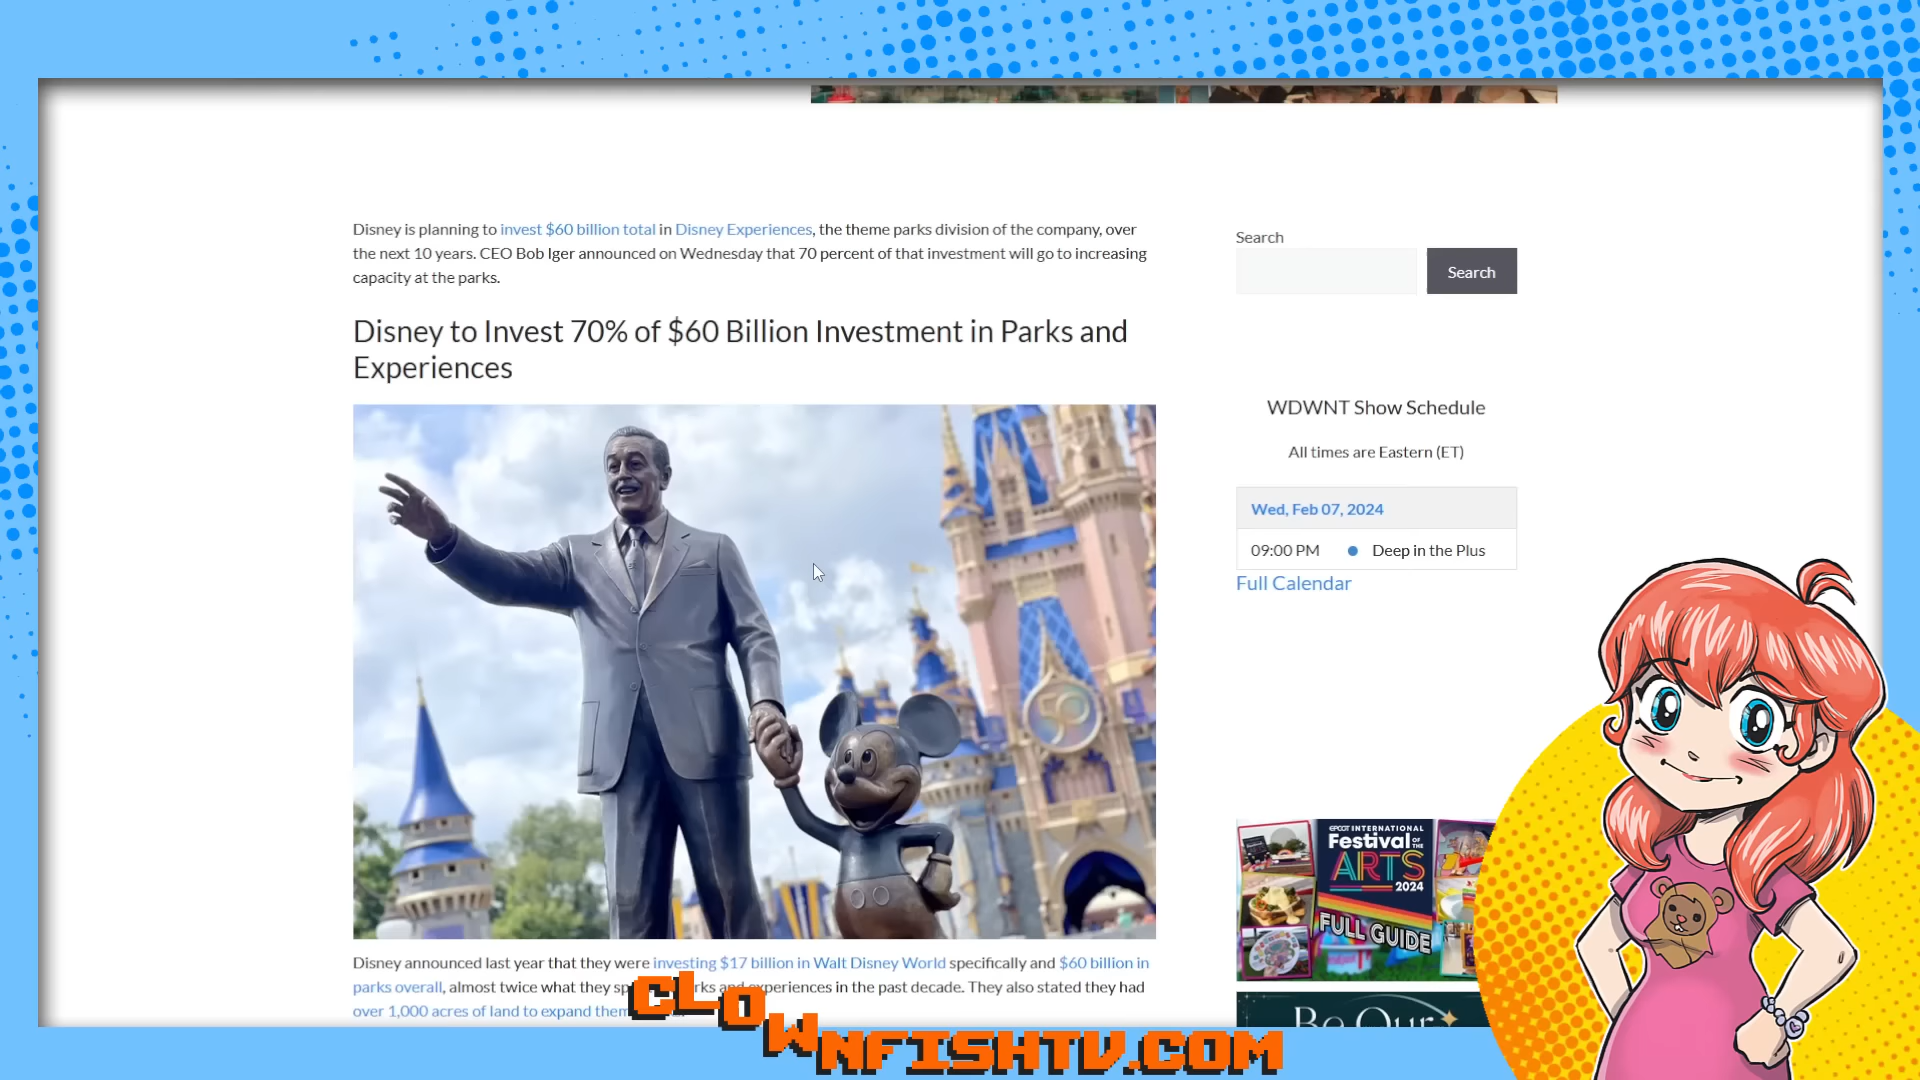 Disney is planning to invest $60 billion total in Disney Experiences, the theme parks division of the company, over
the next 10 years. CEO Bob Iger announced on Wednesday that 70 percent of that investment will go to increasing
capacity at the parks.
Disney to Invest 70% of $60 Billion Investment in Parks and
Experiences
50
Disney announced last year that they were investing $17 billion in Walt Disney World specifically and $60 billion in
parks overall, almost twice what they sp rks and experiences in the past decade. They also stated they had
over 1,000 acres of land to expand them
Search
Search
WDWNT Show Schedule
All times are Eastern (ET)
Wed, Feb 07, 2024
09:00 PM Deep in the Plus
Full Calendar
EPCOT INTERNATIONAL
Festival OF THE
ARTS
2024
FULL GUIDE
Be Our
CLOWNFISHTV.COM